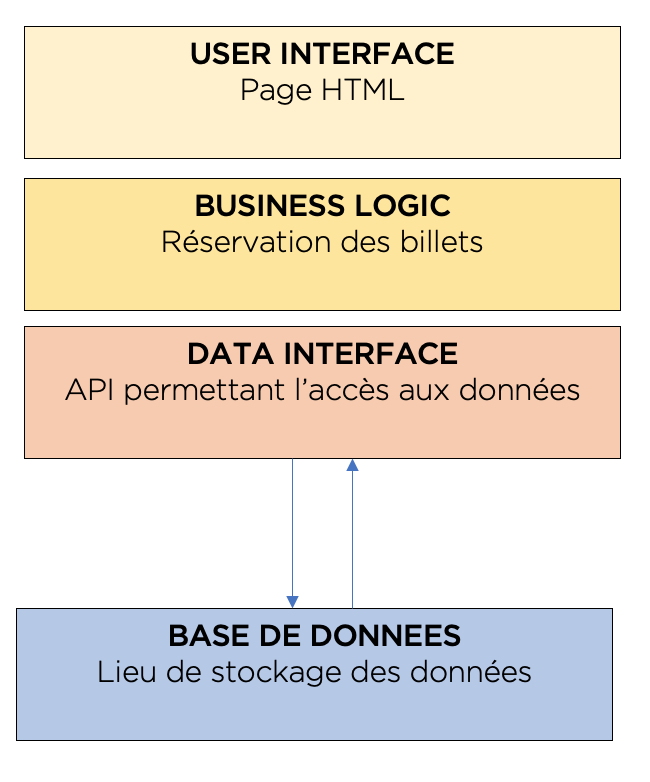 USER INTERFACE
Page HTML
BUSINESS LOGIC
Réservation des billets
DATA INTERFACE
API permettant l’accès aux données
BASE DE DONNEES
Lieu de stockage des données